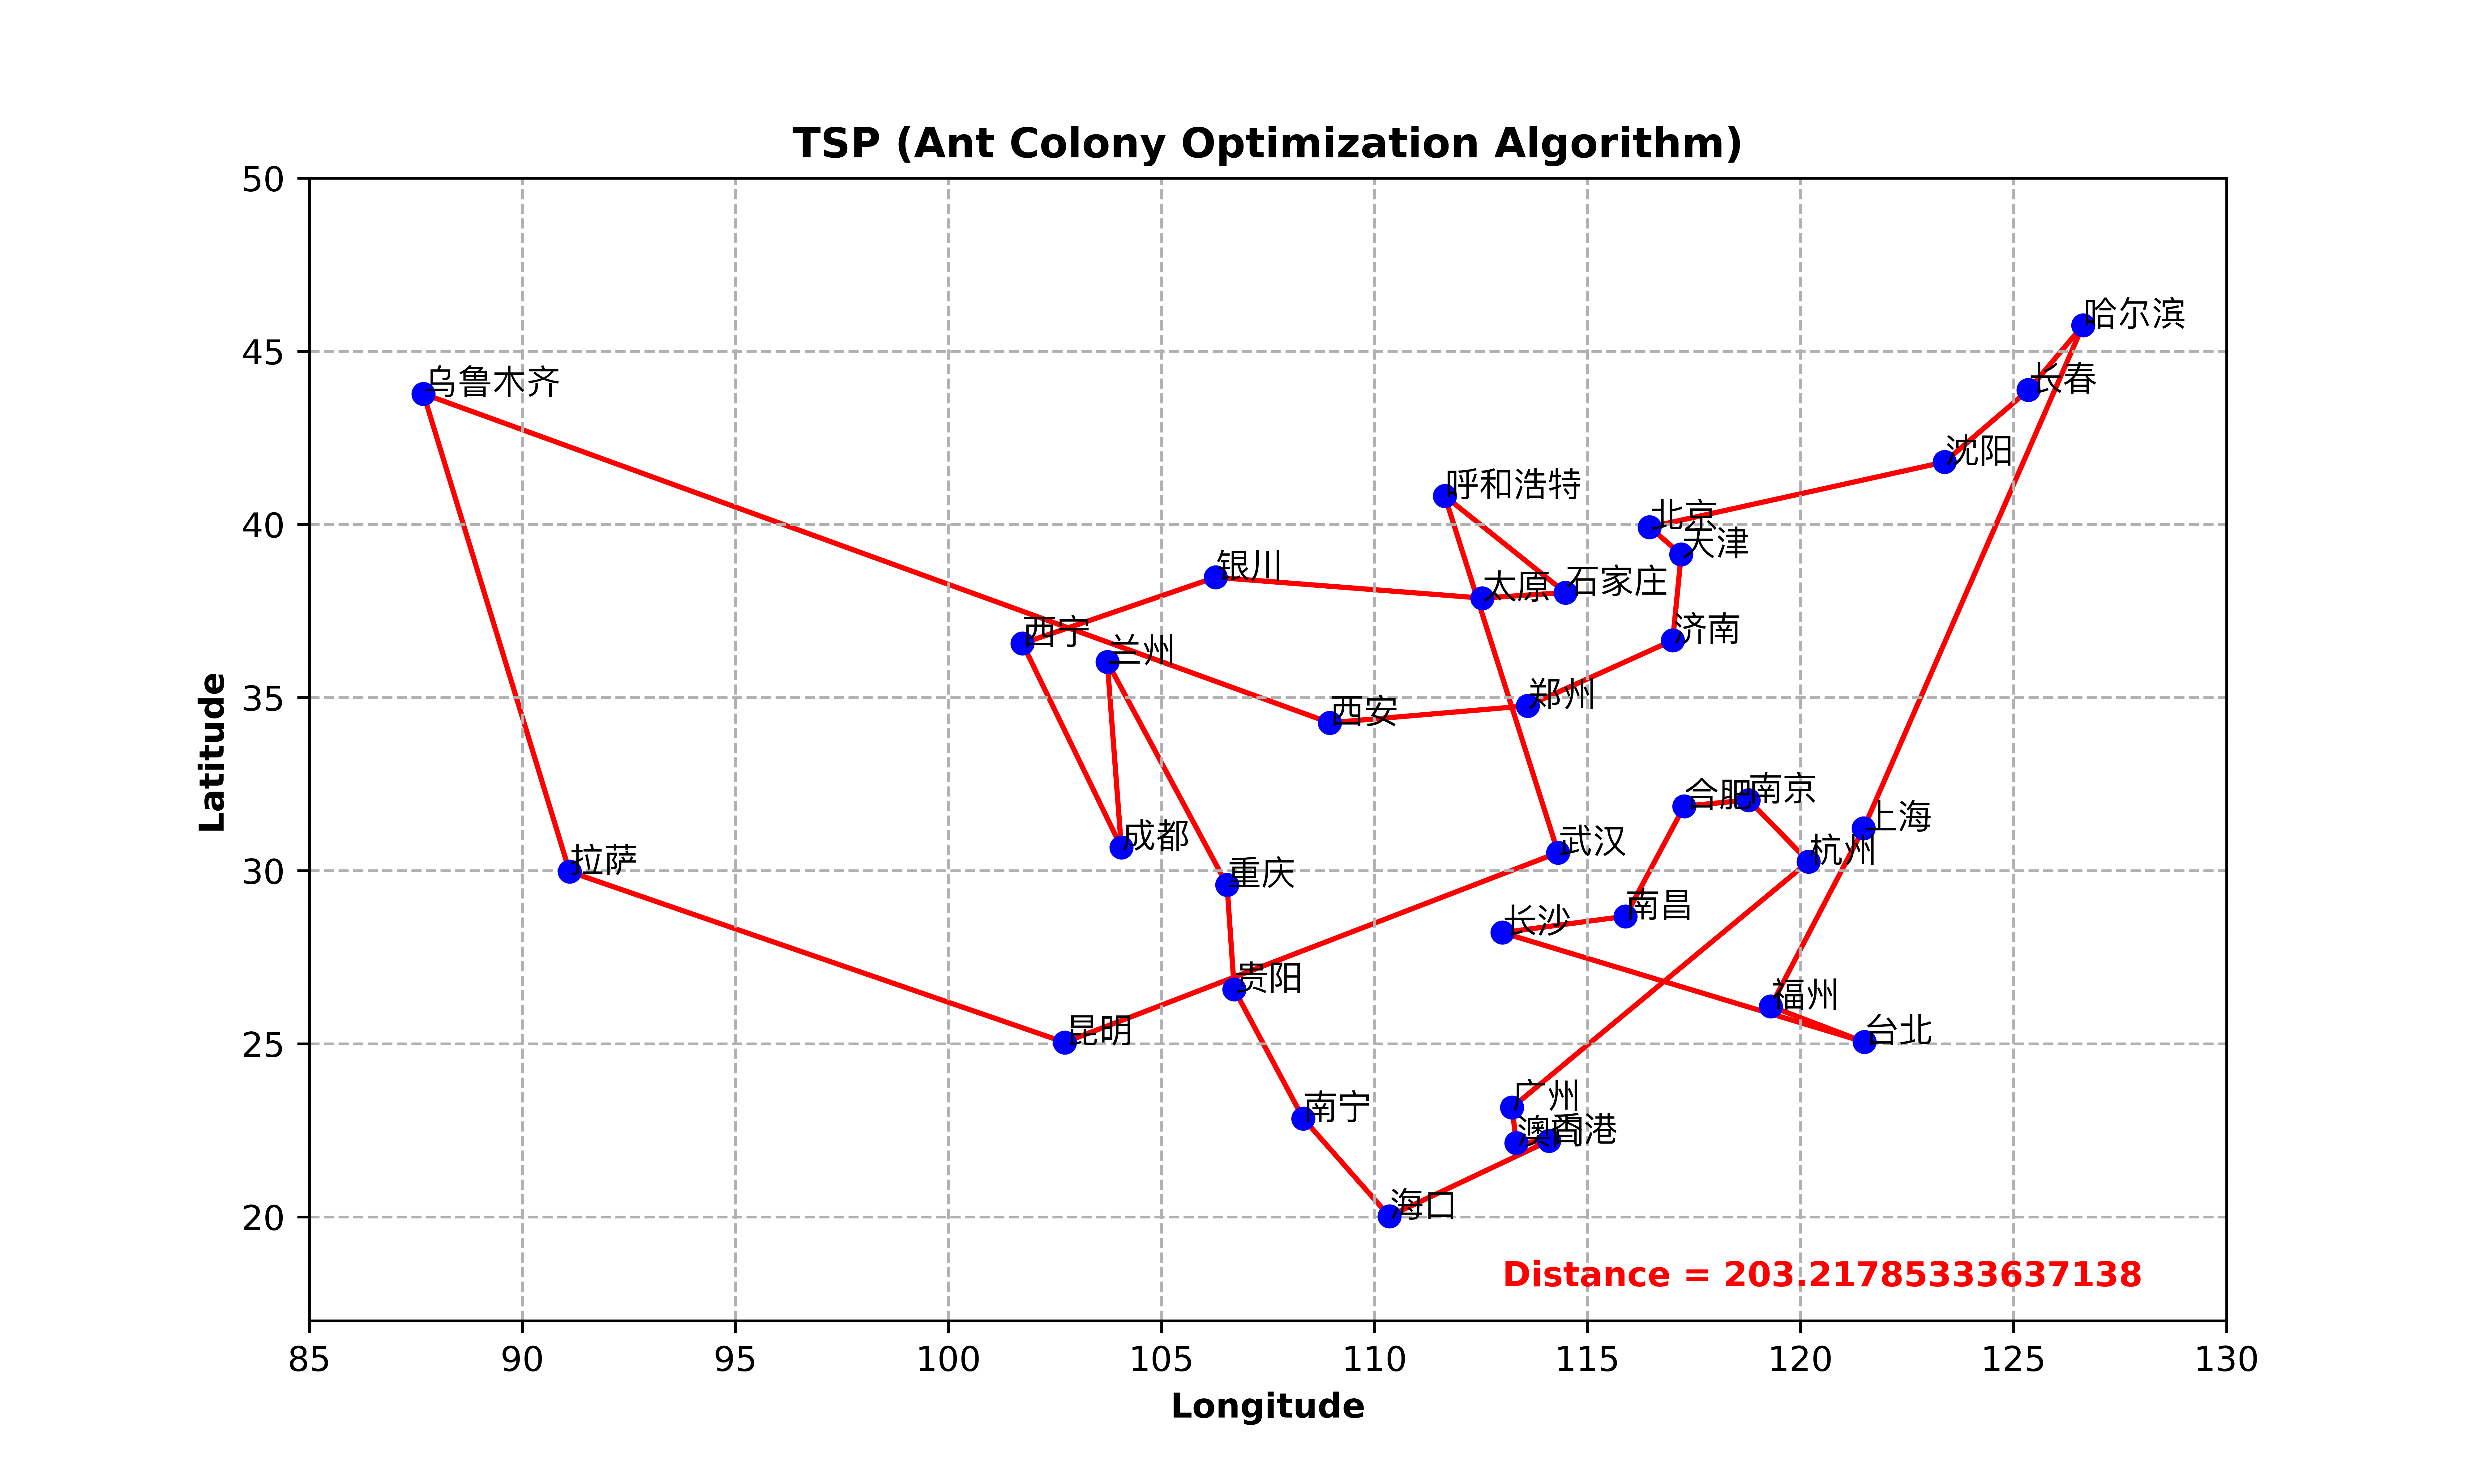 TSP (Ant Colony Optimization Algorithm)
50
45
40
35
30
25
20
Latitude
哈尔滨
乌鲁木齐
长春
沈阳
呼和浩特
北京
天津
银川
太原
石家庄
西宁
济南
兰州
郑州
西安
合肥
南京
上海
成都
武汉
杭州
拉萨
重庆
南昌
长沙
贵阳
福州
昆明
台北
广州
南宁
澳门
香港
海口
Distance = 203.21785333637138
85 90 95 100 105 110 115 120 125 130
Longitude